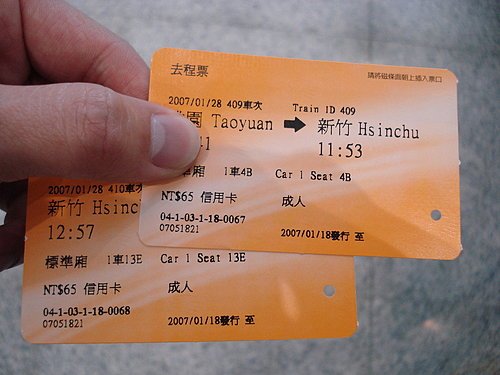 去程票 請將磁條面朝上插入票口
2007/01/28 409車次 Train ID 409
園 Taoyuan ➡ 新竹 Hsinchu
11:53
準廂 1車4B Car 1 Seat 4B
NT$65 信用卡 成人
04-1-03-1-18-0067
07051821 2007/01/18發行 至
2007/01/28 410車
新竹 Hsinc
12:57
標準廂 1車13E Car 1 Seat 13E
NT$65 信用卡 成人
04-1-03-1-18-0068
07051821 2007/01/18發行 至